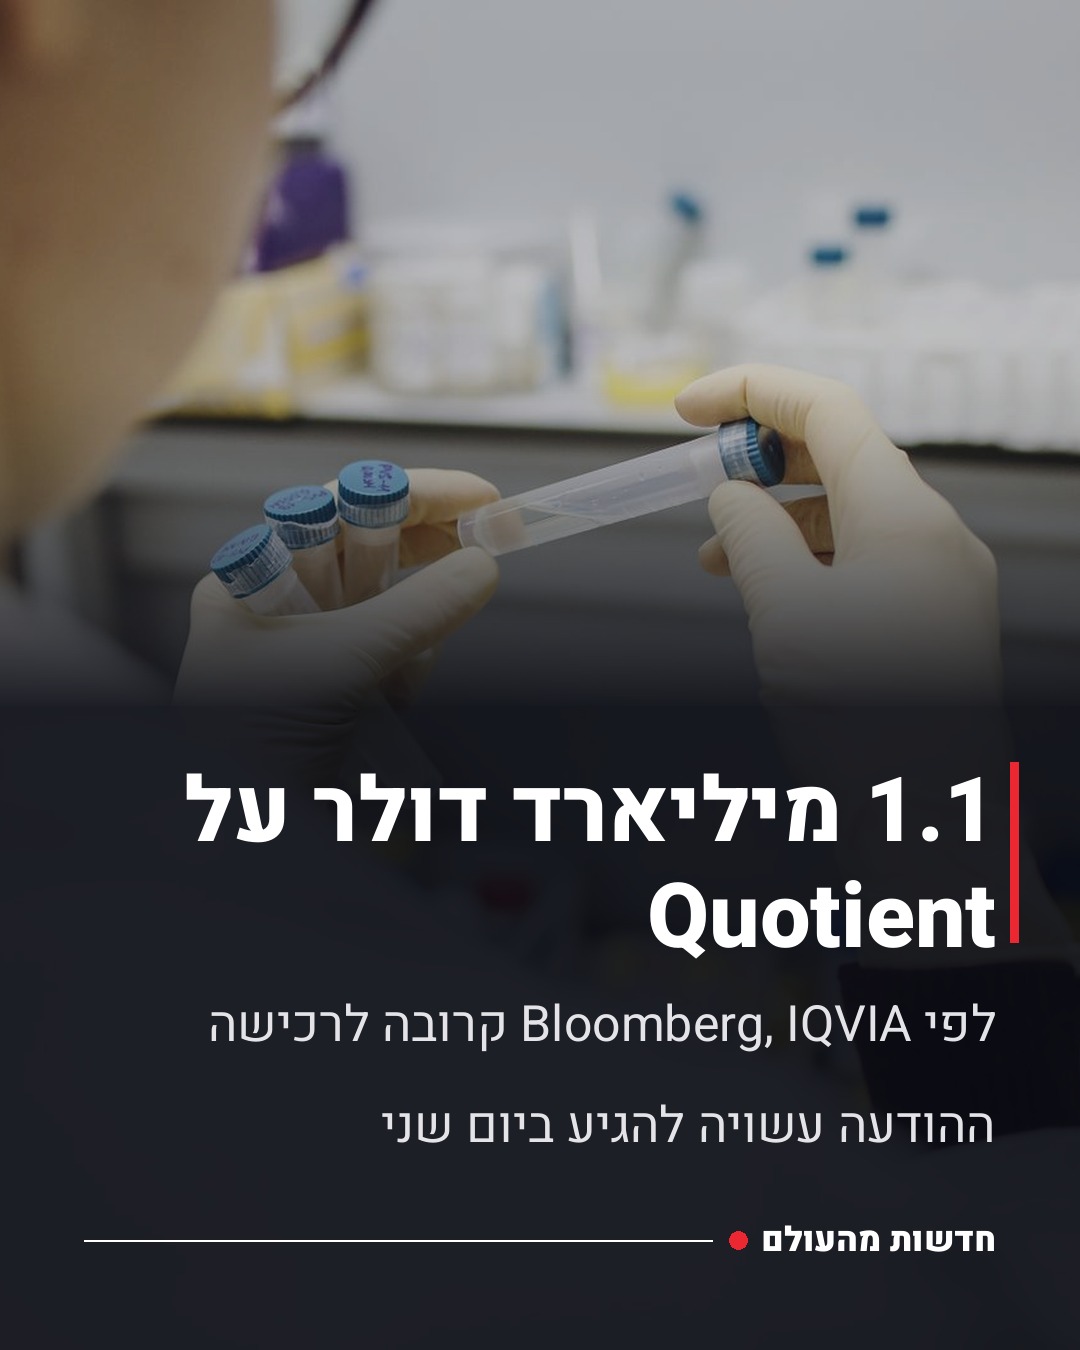 1.1 מיליארד דולר על
Quotient
לפי Bloomberg, IQVIA קרובה לרכישה
ההודעה עשויה להגיע ביום שני
חדשות מהעולם